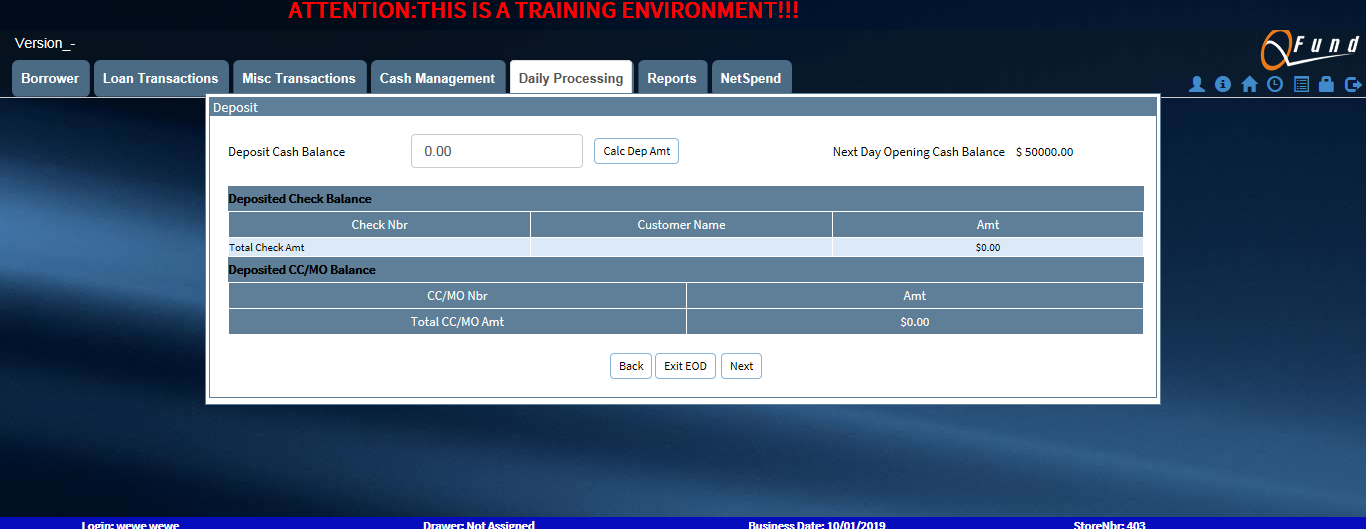 ATTENTION:THIS IS A TRAINING ENVIRONMENT!!!
Version_-
QFund
Borrower Loan Transactions Misc Transactions Cash Management Daily Processing Reports NetSpend
Deposit
Deposit Cash Balance 0.00 Calc Dep Amt Next Day Opening Cash Balance $ 50000.00
Deposited Check Balance
Check Nbr Customer Name Amt
Total Check Amt $0.00
Deposited CC/MO Balance
CC/MO Nbr Amt
Total CC/MO Amt $0.00
Back Exit EOD Next
Login: wewe wewe Drawer: Not Assigned Business Date: 10/01/2019 StoreNbr: 403